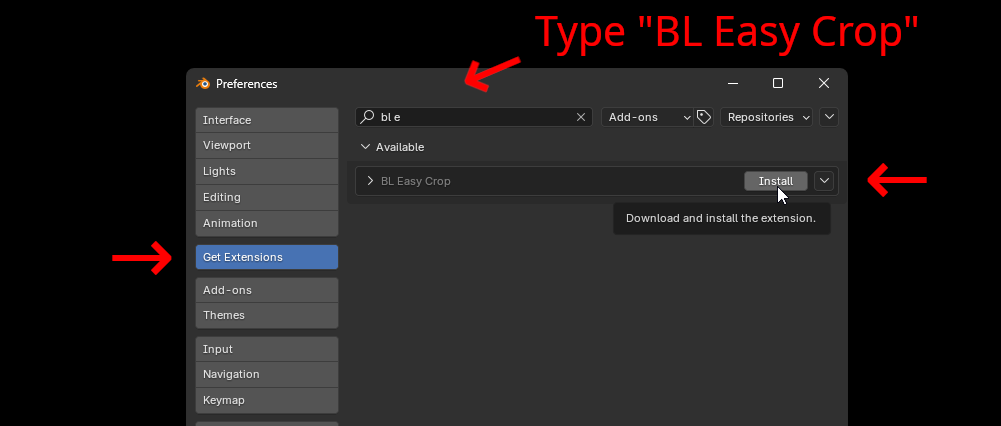 Type "BL Easy Crop"
Preferences
Interface
Viewport
Lights
Editing
Animation
Get Extensions
Add-ons
Themes
Input
Navigation
Keymap
bl e
Add-ons
Repositories
Available
BL Easy Crop
Install
Download and install the extension.